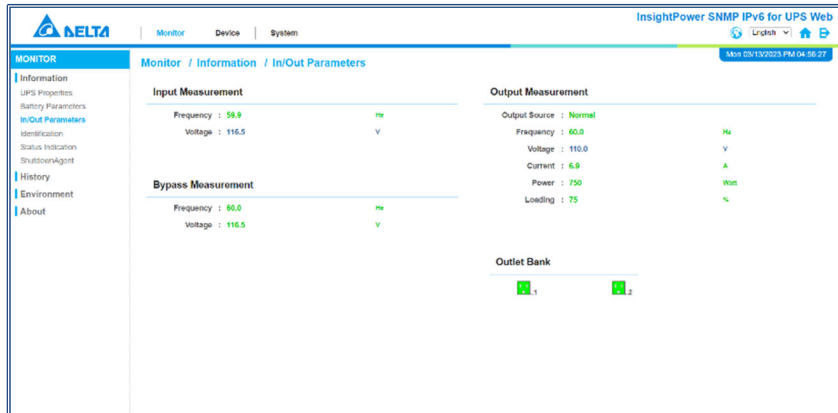 InsightPower SNMP IPv6 for UPS Web
DELTA
Monitor Device System
English
MONITOR
Mon 03/13/2023 PM 04:56:27
Monitor / Information / In/Out Parameters
Information
UPS Properties
Battery Parameters
In/Out Parameters
Identification
Status Indication
ShutdownAgent
History
Environment
About
Input Measurement
Frequency : 59.9 Hz
Voltage : 116.5 V
Bypass Measurement
Frequency : 60.0 Hz
Voltage : 116.5 V
Output Measurement
Output Source : Normal
Frequency : 60.0 Hz
Voltage : 110.0 V
Current : 6.9 A
Power : 750 Watt
Loading : 75 %
Outlet Bank
1 2